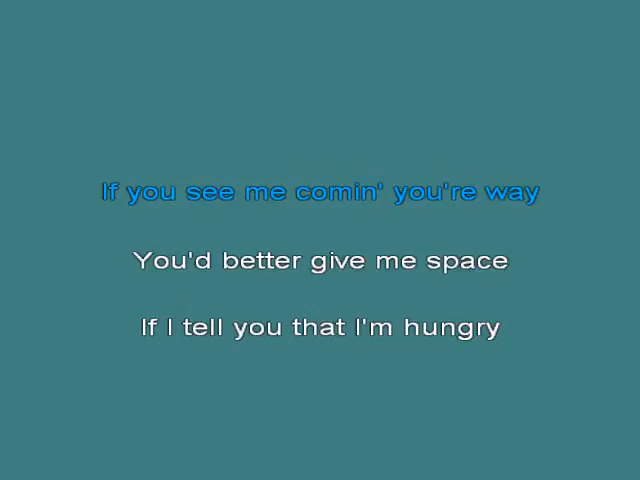 If you see me comin' you're way
You'd better give me space
If I tell you that I'm hungry